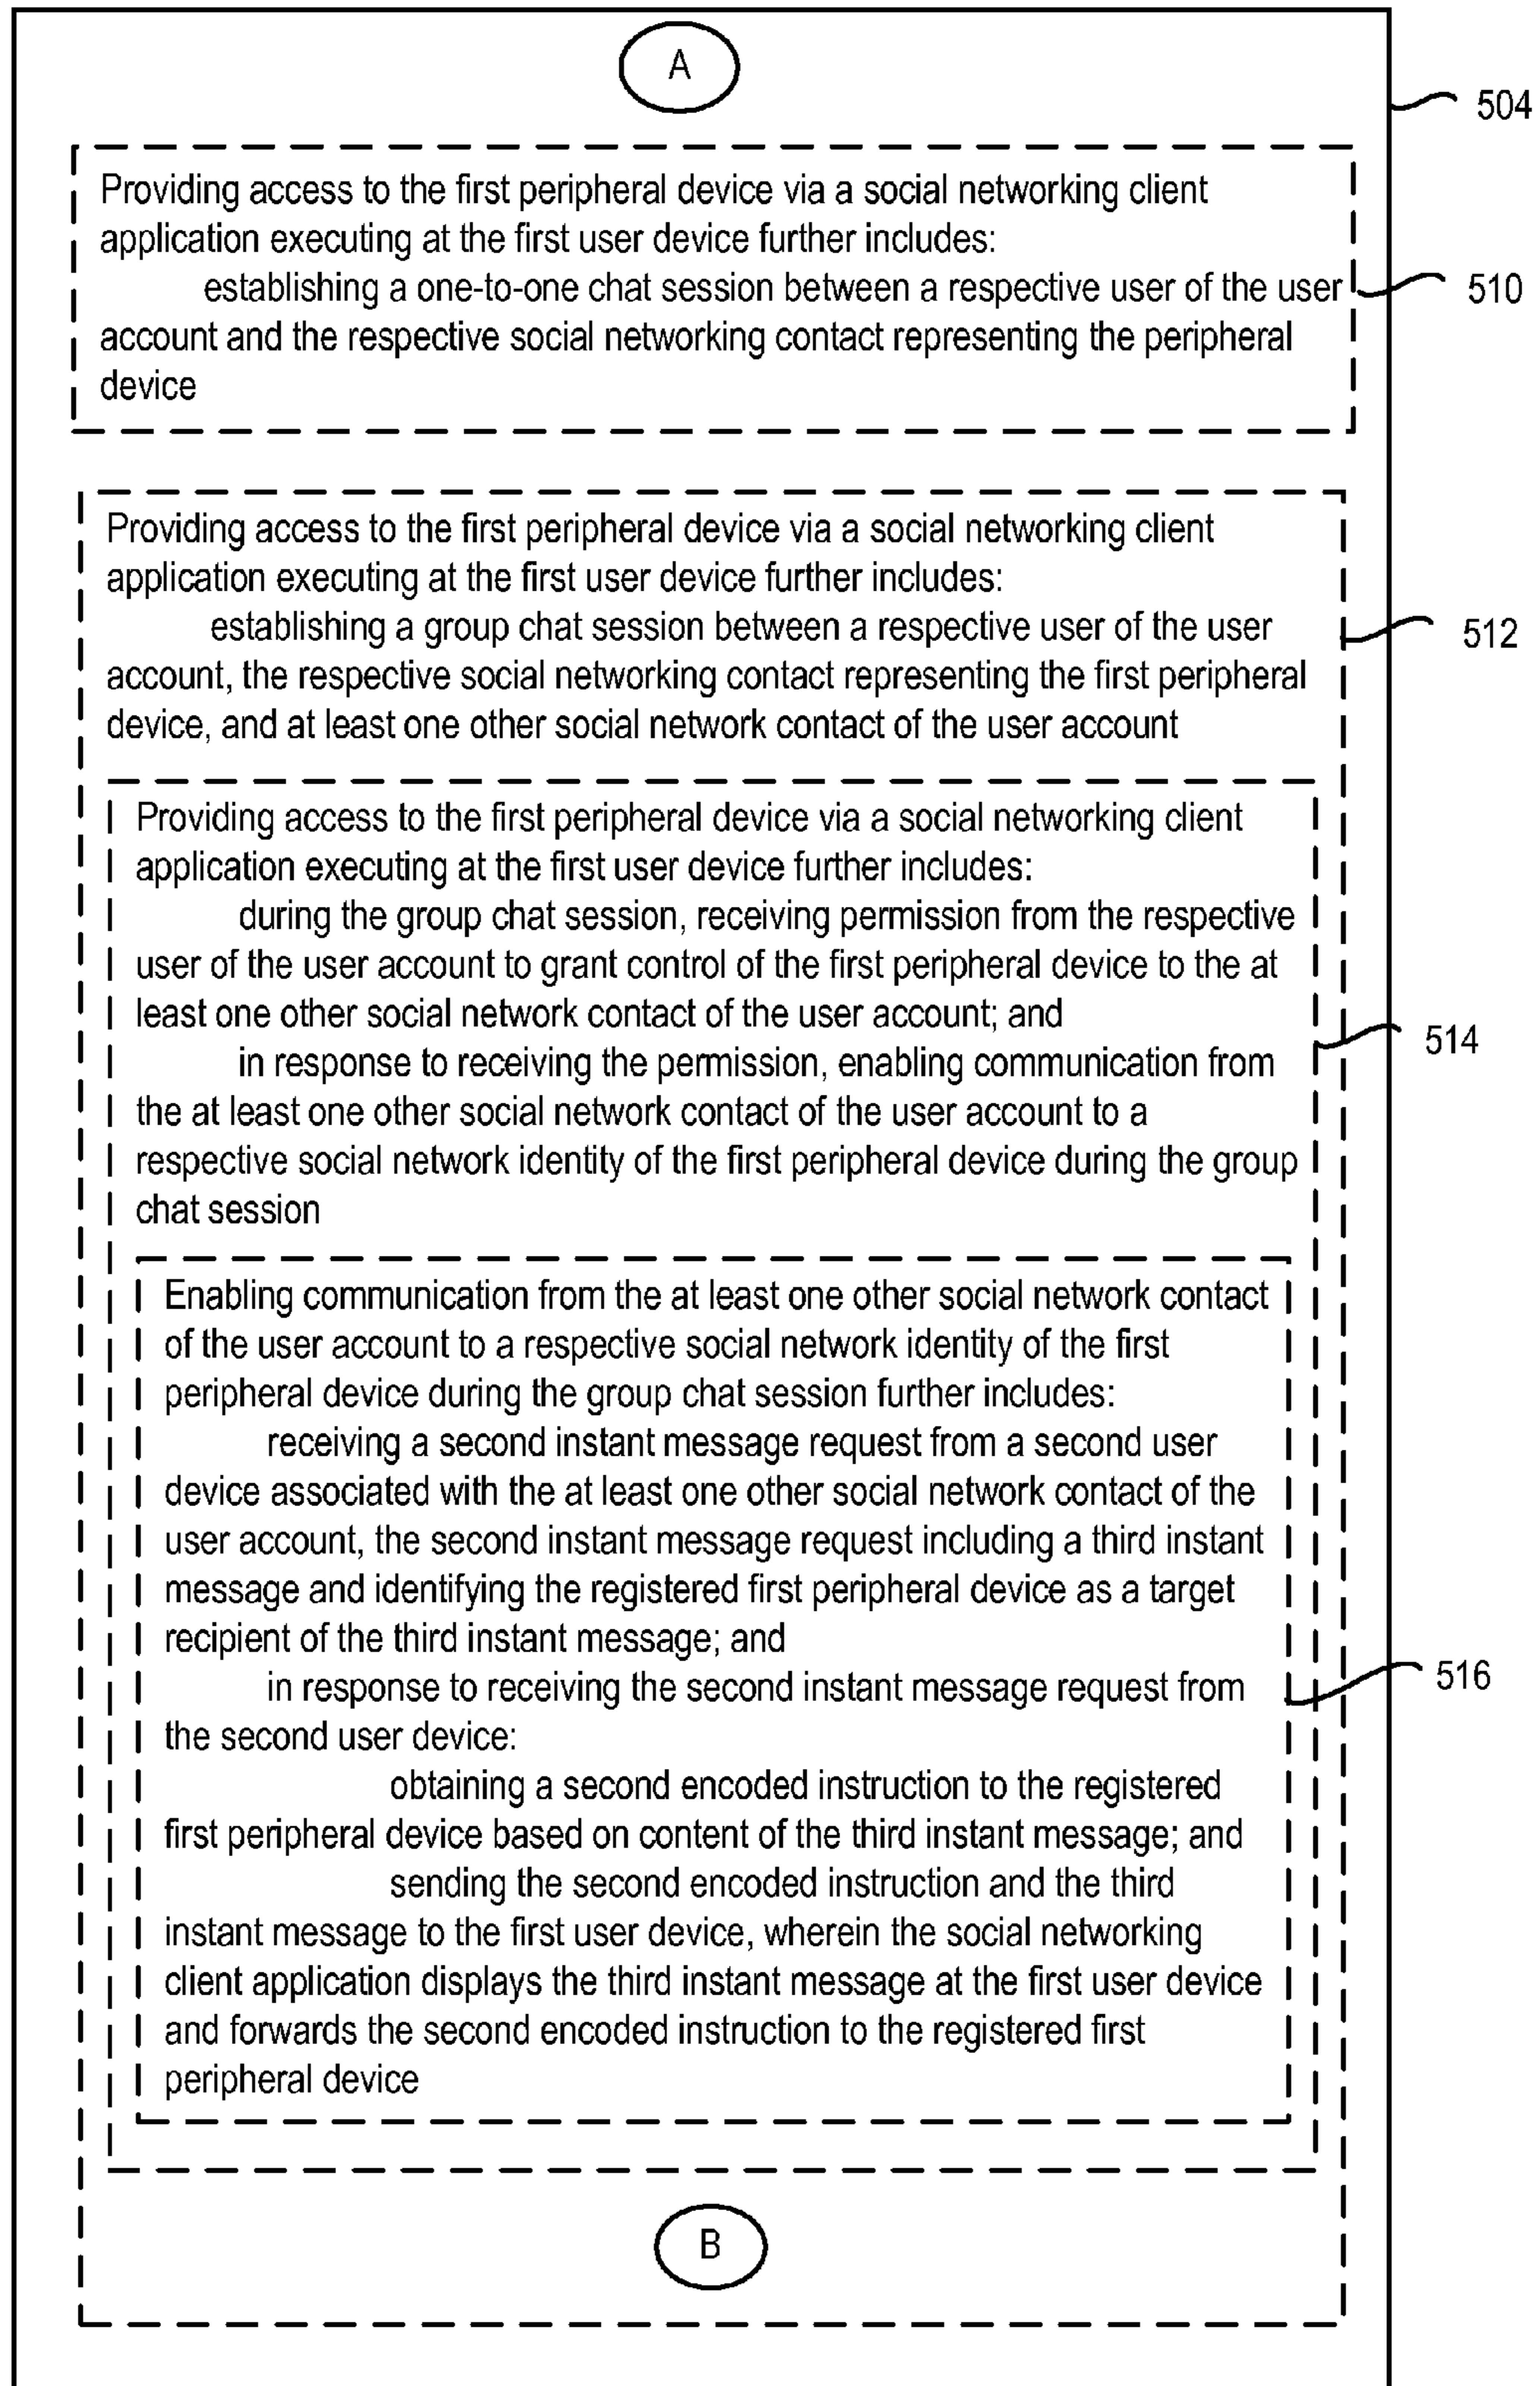 A
504
Providing access to the first peripheral device via a social networking client
application executing at the first user device further includes:
establishing a one-to-one chat session between a respective user of the user
account and the respective social networking contact representing the peripheral
device
510
Providing access to the first peripheral device via a social networking client
application executing at the first user device further includes:
establishing a group chat session between a respective user of the user
account, the respective social networking contact representing the first peripheral
device, and at least one other social network contact of the user account
512
Providing access to the first peripheral device via a social networking client
application executing at the first user device further includes:
during the group chat session, receiving permission from the respective
user of the user account to grant control of the first peripheral device to the at
least one other social network contact of the user account; and
in response to receiving the permission, enabling communication from
the at least one other social network contact of the user account to a
respective social network identity of the first peripheral device during the group
chat session
514
Enabling communication from the at least one other social network contact
of the user account to a respective social network identity of the first
peripheral device during the group chat session further includes:
receiving a second instant message request from a second user
device associated with the at least one other social network contact of the
user account, the second instant message request including a third instant
message and identifying the registered first peripheral device as a target
recipient of the third instant message; and
in response to receiving the second instant message request from
the second user device:
obtaining a second encoded instruction to the registered
first peripheral device based on content of the third instant message; and
sending the second encoded instruction and the third
instant message to the first user device, wherein the social networking
client application displays the third instant message at the first user device
and forwards the second encoded instruction to the registered first
peripheral device
516
B